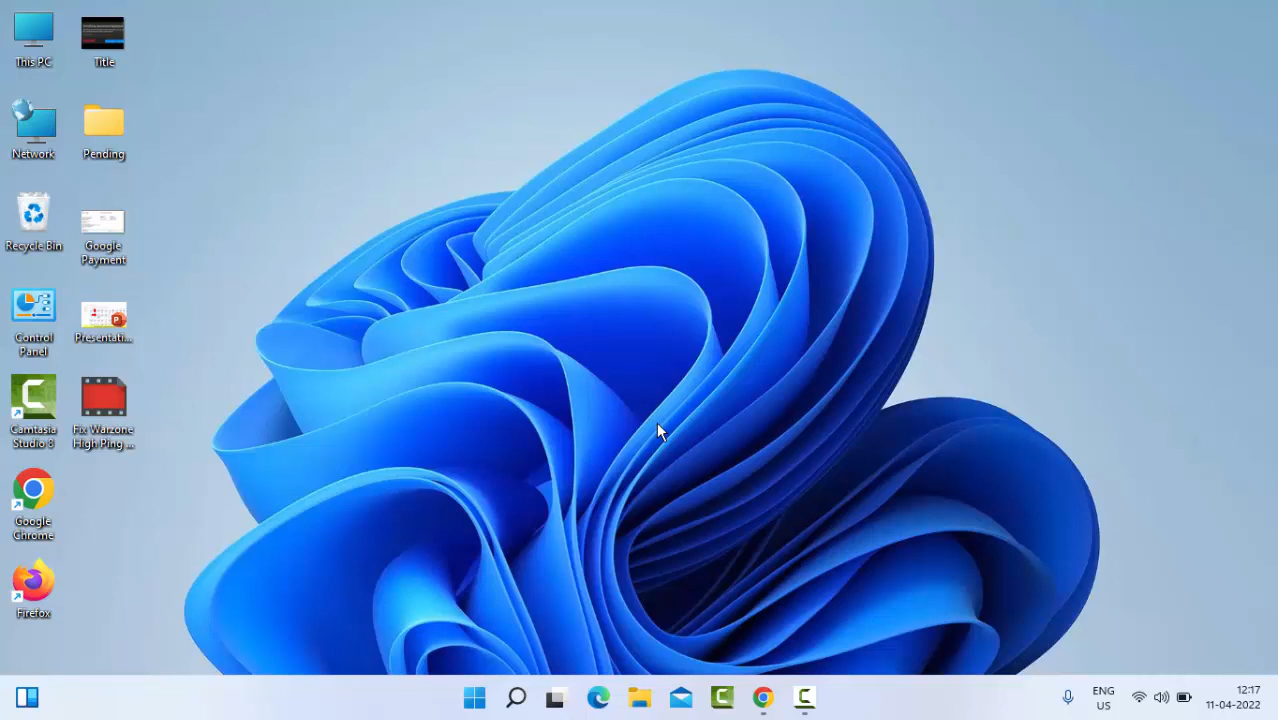 This PC
Title
Network
Pending
Recycle Bin
Google
Payment
Control
Panel
Presentati...
Camtasia
Studio 8
Fix Warzone
High Ping ...
Google
Chrome
Firefox
ENG
US
12:17
11-04-2022